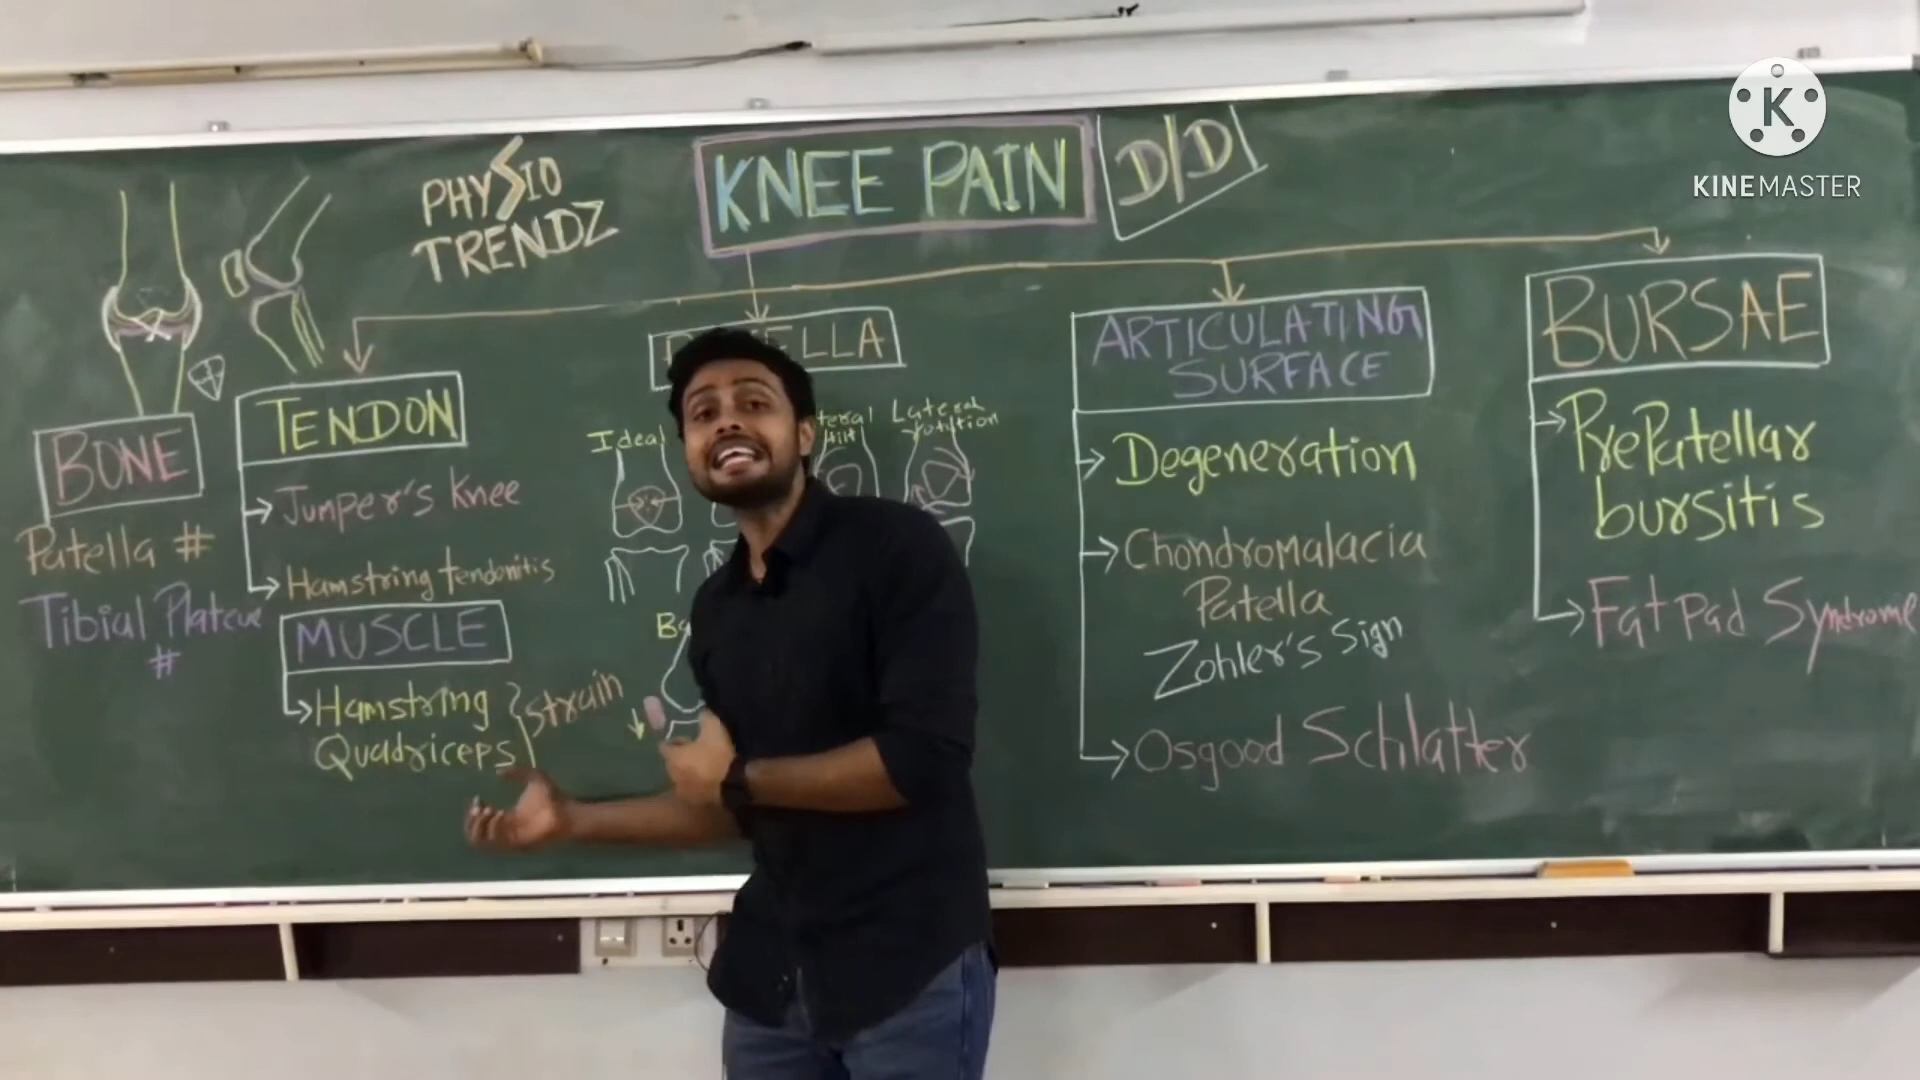 KINEMASTER
PHYSIO
TRENDZ
KNEE PAIN
D/D
BONE
Patella #
Tibial Plateue
#
TENDON
Jumper's knee
Hamstring tendonitis
MUSCLE
Hamstring
Quadriceps
Strain
Ideal
Lateral
rotation
ARTICULATING
SURFACE
Degeneration
Chondromalacia
Patella
Zohler's sign
Osgood Schlatter
BURSAE
PrePatellar
bursitis
Fat Pad Syndrome